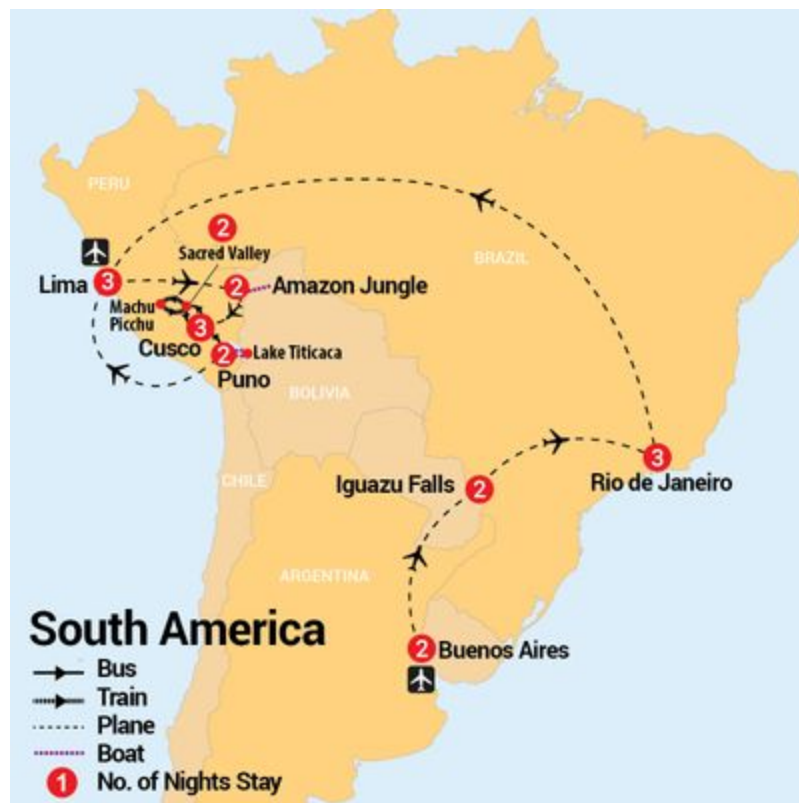 PERU
2
Sacred Valley
BRAZIL
Lima
3
2
Amazon Jungle
Machu
Picchu
3
Cusco
2
Lake Titicaca
Puno
BOLIVIA
CHILE
Iguazu Falls
2
3
Rio de Janeiro
ARGENTINA
South America
2
Buenos Aires
Bus
Train
Plane
Boat
1
No. of Nights Stay